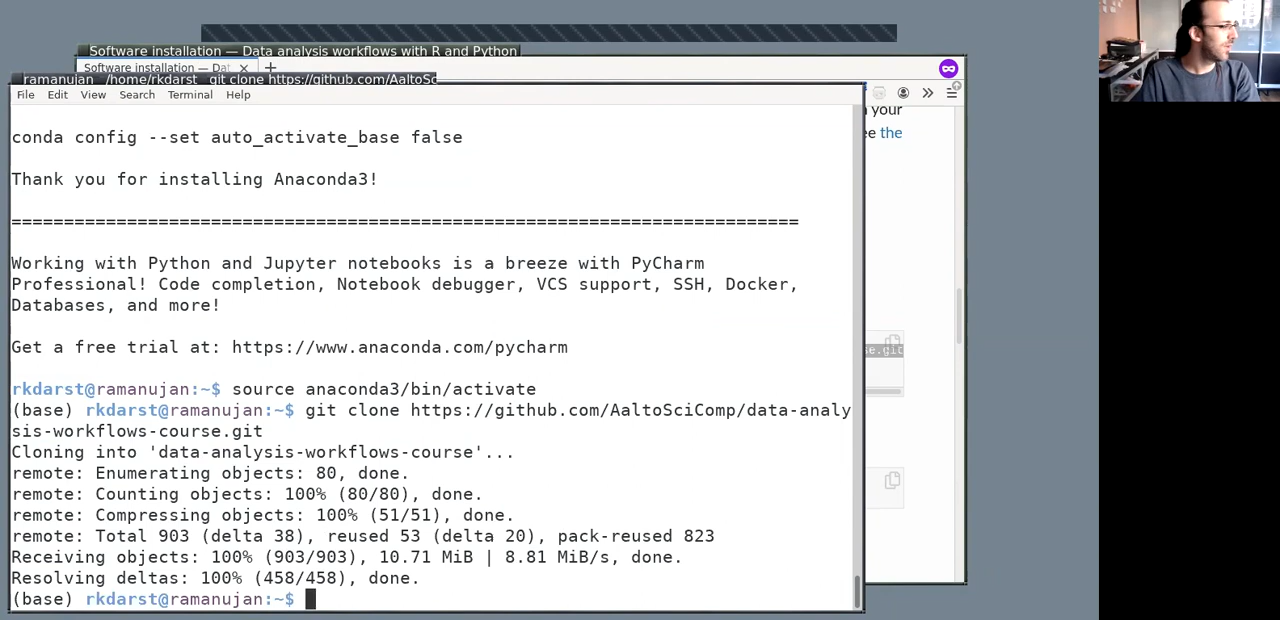 Software installation — Data analysis workflows with R and Python
Software installation — Dat
ramanujan /home/rkdarst git clone https://github.com/AaltoSc
File Edit View Search Terminal Help
your
ee the
conda config --set auto_activate_base false
Thank you for installing Anaconda3!
===========================================================================
Working with Python and Jupyter notebooks is a breeze with PyCharm
Professional! Code completion, Notebook debugger, VCS support, SSH, Docker,
Databases, and more!
Get a free trial at: https://www.anaconda.com/pycharm
se.git
rkdarst@ramanujan:~$ source anaconda3/bin/activate
(base) rkdarst@ramanujan:~$ git clone https://github.com/AaltoSciComp/data-analy
sis-workflows-course.git
Cloning into 'data-analysis-workflows-course'...
remote: Enumerating objects: 80, done.
remote: Counting objects: 100% (80/80), done.
remote: Compressing objects: 100% (51/51), done.
remote: Total 903 (delta 38), reused 53 (delta 20), pack-reused 823
Receiving objects: 100% (903/903), 10.71 MiB | 8.81 MiB/s, done.
Resolving deltas: 100% (458/458), done.
(base) rkdarst@ramanujan:~$